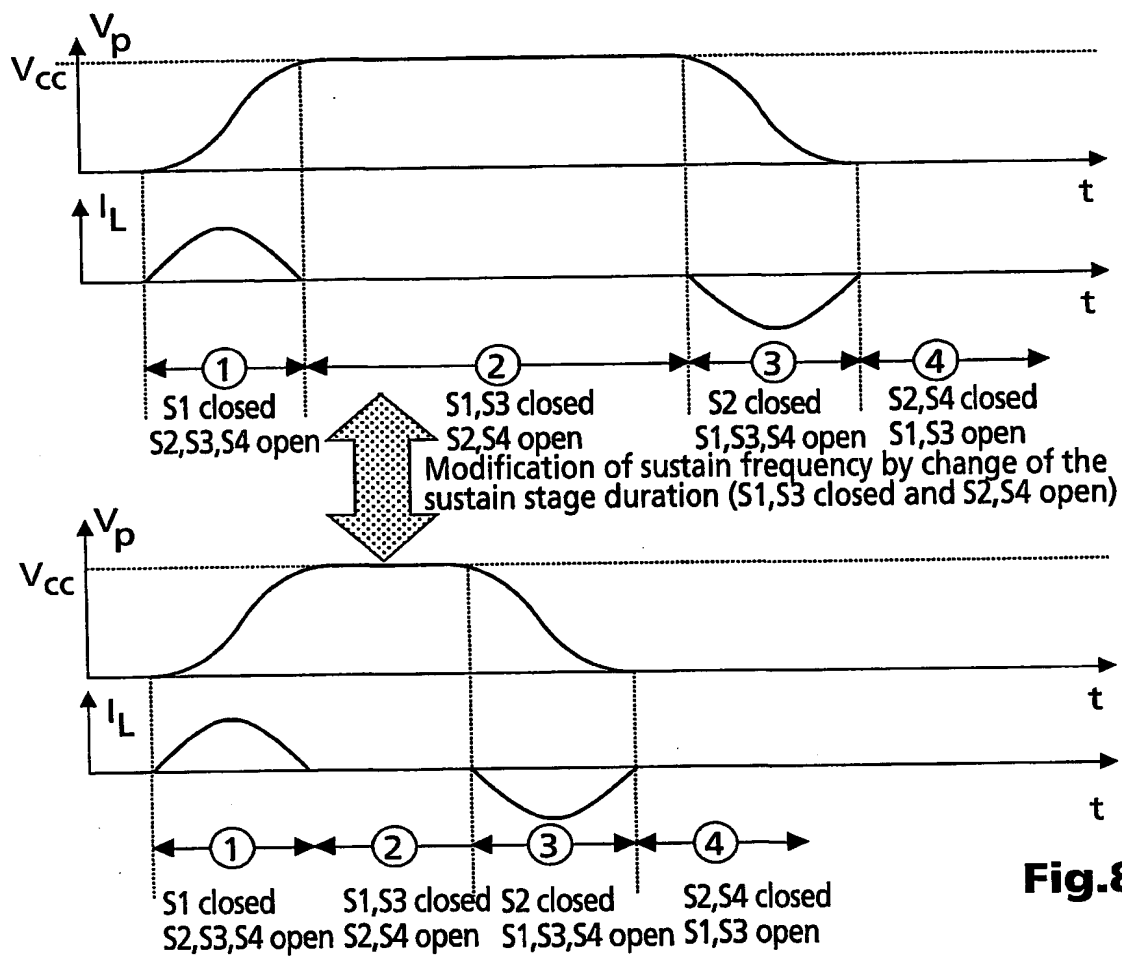 Vp
Vcc
t
IL
t
1 2 3 4
S1 closed
S2,S3,S4 open
S1,S3 closed
S2,S4 open
S2 closed
S1,S3,S4 open
S2,S4 closed
S1,S3 open
Modification of sustain frequency by change of the
sustain stage duration (S1,S3 closed and S2,S4 open)
Vp
Vcc
t
IL
t
1 2 3 4
S1 closed
S2,S3,S4 open
S1,S3 closed
S2,S4 open
S2 closed
S1,S3,S4 open
S2,S4 closed
S1,S3 open
Fig.8